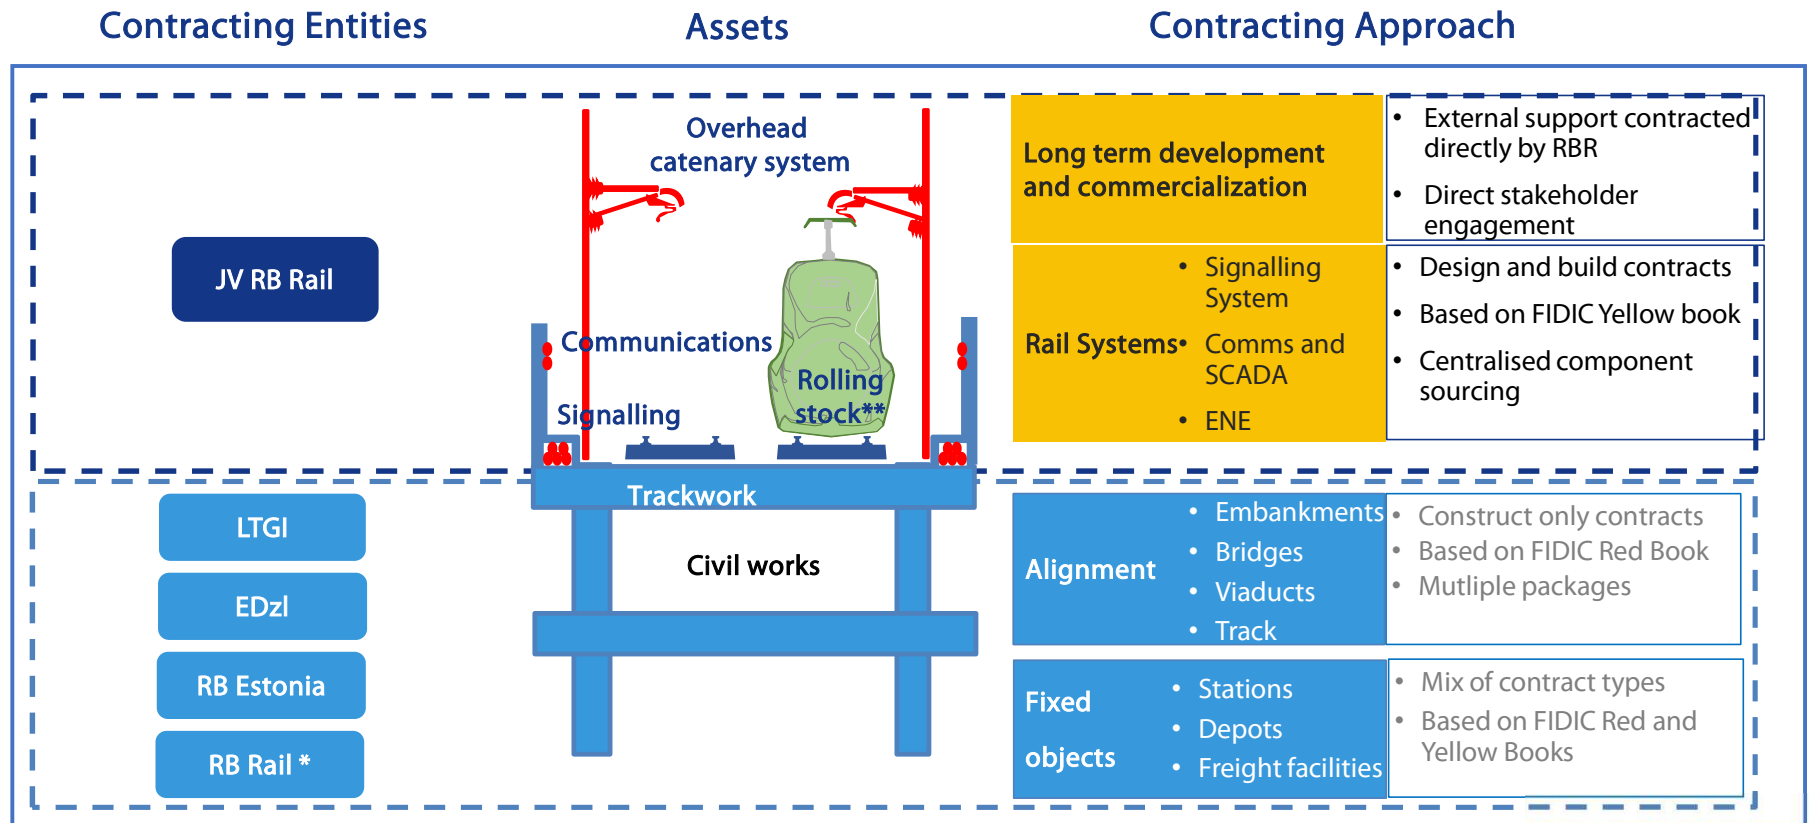 Contracting Entities
Assets
Contracting Approach
JV RB Rail
Overhead
catenary system
Communications
Rolling
stock**
Signalling
Long term development
and commercialization
• External support contracted
directly by RBR
• Direct stakeholder
engagement
Rail Systems
• Signalling
System
• Comms and
SCADA
• ENE
• Design and build contracts
• Based on FIDIC Yellow book
• Centralised component
sourcing
LTGI
EDzl
RB Estonia
RB Rail *
Trackwork
Civil works
Alignment
• Embankments
• Bridges
• Viaducts
• Track
• Construct only contracts
• Based on FIDIC Red Book
• Mutliple packages
Fixed
objects
• Stations
• Depots
• Freight facilities
• Mix of contract types
• Based on FIDIC Red and
Yellow Books